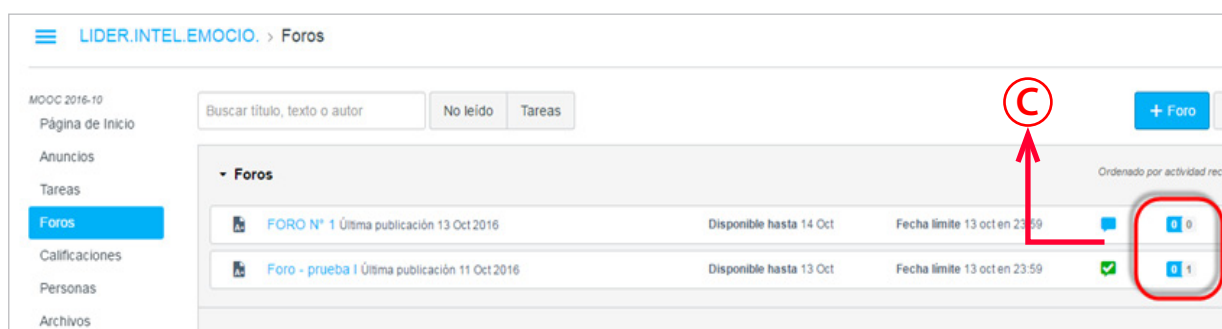 LIDER.INTEL.EMOCIO. > Foros
MOOC 2016-10
Página de Inicio
Anuncios
Tareas
Foros
Calificaciones
Personas
Archivos
Buscar título, texto o autor
No leído
Tareas
C
+ Foro
Foros
Ordenado por actividad rec
FORO N° 1 Última publicación 13 Oct 2016
Disponible hasta 14 Oct
Fecha límite 13 oct en 23:59
0 0
Foro - prueba I Última publicación 11 Oct 2016
Disponible hasta 13 Oct
Fecha límite 13 oct en 23:59
0 1